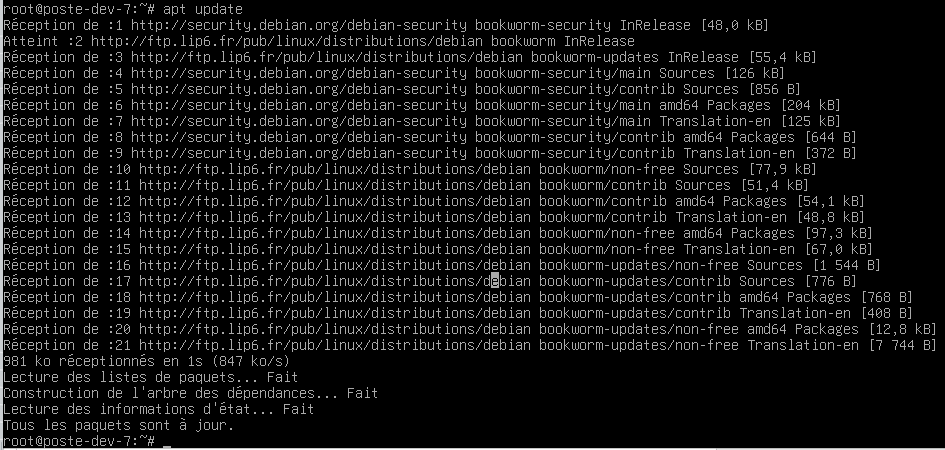 root@poste-dev-7:~# apt update
Réception de :1 http://security.debian.org/debian-security bookworm-security InRelease [48,0 kB]
Atteint :2 http://ftp.lip6.fr/pub/linux/distributions/debian bookworm InRelease
Réception de :3 http://ftp.lip6.fr/pub/linux/distributions/debian bookworm-updates InRelease [55,4 kB]
Réception de :4 http://security.debian.org/debian-security bookworm-security/main Sources [126 kB]
Réception de :5 http://security.debian.org/debian-security bookworm-security/contrib Sources [856 B]
Réception de :6 http://security.debian.org/debian-security bookworm-security/main amd64 Packages [204 kB]
Réception de :7 http://security.debian.org/debian-security bookworm-security/main Translation-en [125 kB]
Réception de :8 http://security.debian.org/debian-security bookworm-security/contrib amd64 Packages [644 B]
Réception de :9 http://security.debian.org/debian-security bookworm-security/contrib Translation-en [372 B]
Réception de :10 http://ftp.lip6.fr/pub/linux/distributions/debian bookworm/non-free Sources [77,9 kB]
Réception de :11 http://ftp.lip6.fr/pub/linux/distributions/debian bookworm/contrib Sources [51,4 kB]
Réception de :12 http://ftp.lip6.fr/pub/linux/distributions/debian bookworm/contrib amd64 Packages [54,1 kB]
Réception de :13 http://ftp.lip6.fr/pub/linux/distributions/debian bookworm/contrib Translation-en [48,8 kB]
Réception de :14 http://ftp.lip6.fr/pub/linux/distributions/debian bookworm/non-free amd64 Packages [97,3 kB]
Réception de :15 http://ftp.lip6.fr/pub/linux/distributions/debian bookworm/non-free Translation-en [67,0 kB]
Réception de :16 http://ftp.lip6.fr/pub/linux/distributions/debian bookworm-updates/non-free Sources [1 544 B]
Réception de :17 http://ftp.lip6.fr/pub/linux/distributions/debian bookworm-updates/contrib Sources [776 B]
Réception de :18 http://ftp.lip6.fr/pub/linux/distributions/debian bookworm-updates/contrib amd64 Packages [768 B]
Réception de :19 http://ftp.lip6.fr/pub/linux/distributions/debian bookworm-updates/contrib Translation-en [408 B]
Réception de :20 http://ftp.lip6.fr/pub/linux/distributions/debian bookworm-updates/non-free amd64 Packages [12,8 kB]
Réception de :21 http://ftp.lip6.fr/pub/linux/distributions/debian bookworm-updates/non-free Translation-en [7 744 B]
981 ko réceptionnés en 1s (847 ko/s)
Lecture des listes de paquets... Fait
Construction de l'arbre des dépendances... Fait
Lecture des informations d'état... Fait
Tous les paquets sont à jour.
root@poste-dev-7:~# _